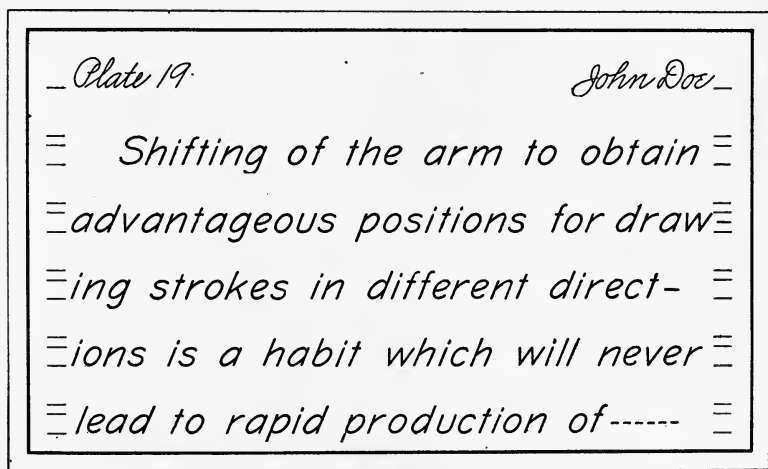 Plate 19. John Doe
Shifting of the arm to obtain
advantageous positions for draw
ing strokes in different direct-
ions is a habit which will never
lead to rapid production of------